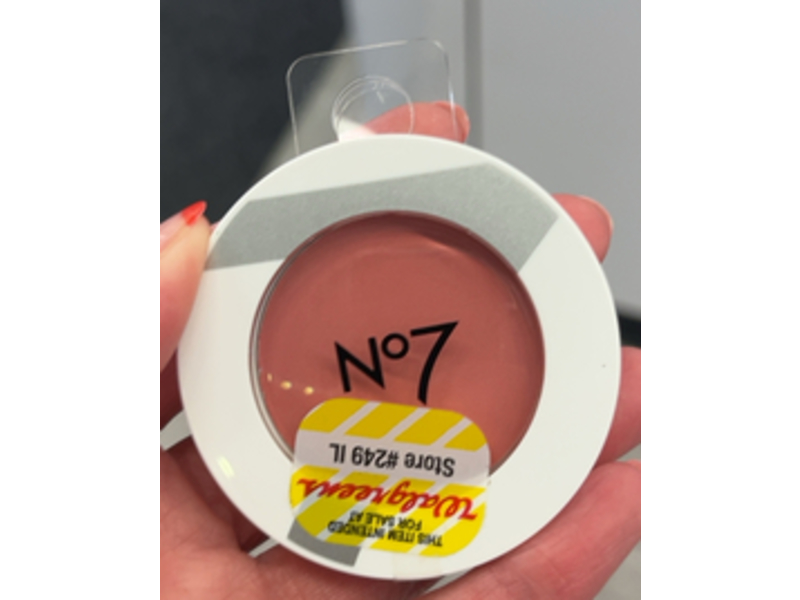 No7
THIS ITEM INTENDED
FOR SALE AT
Walgreens
Store #249 IL